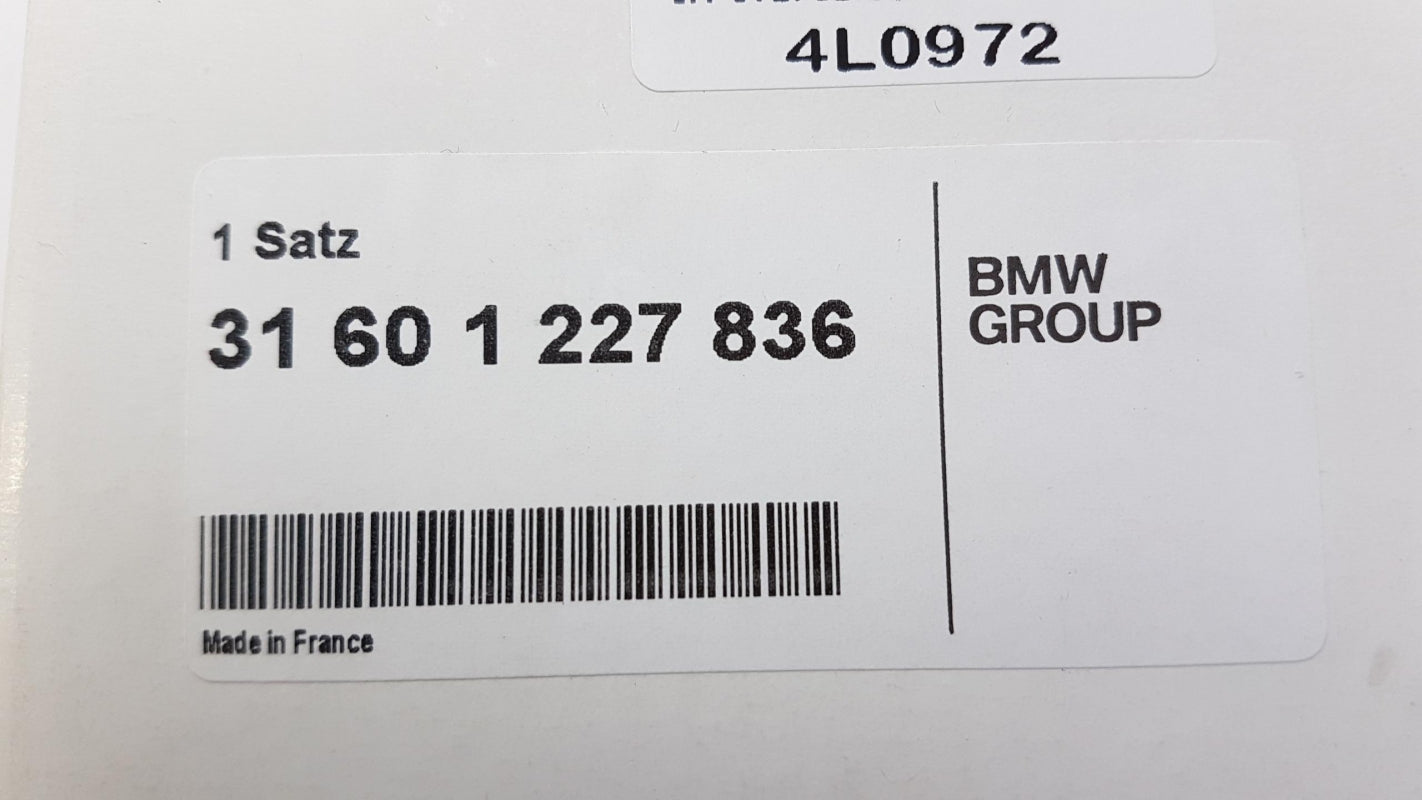 4L0972
1 Satz
31 60 1 227 836
BMW
GROUP
Made in France